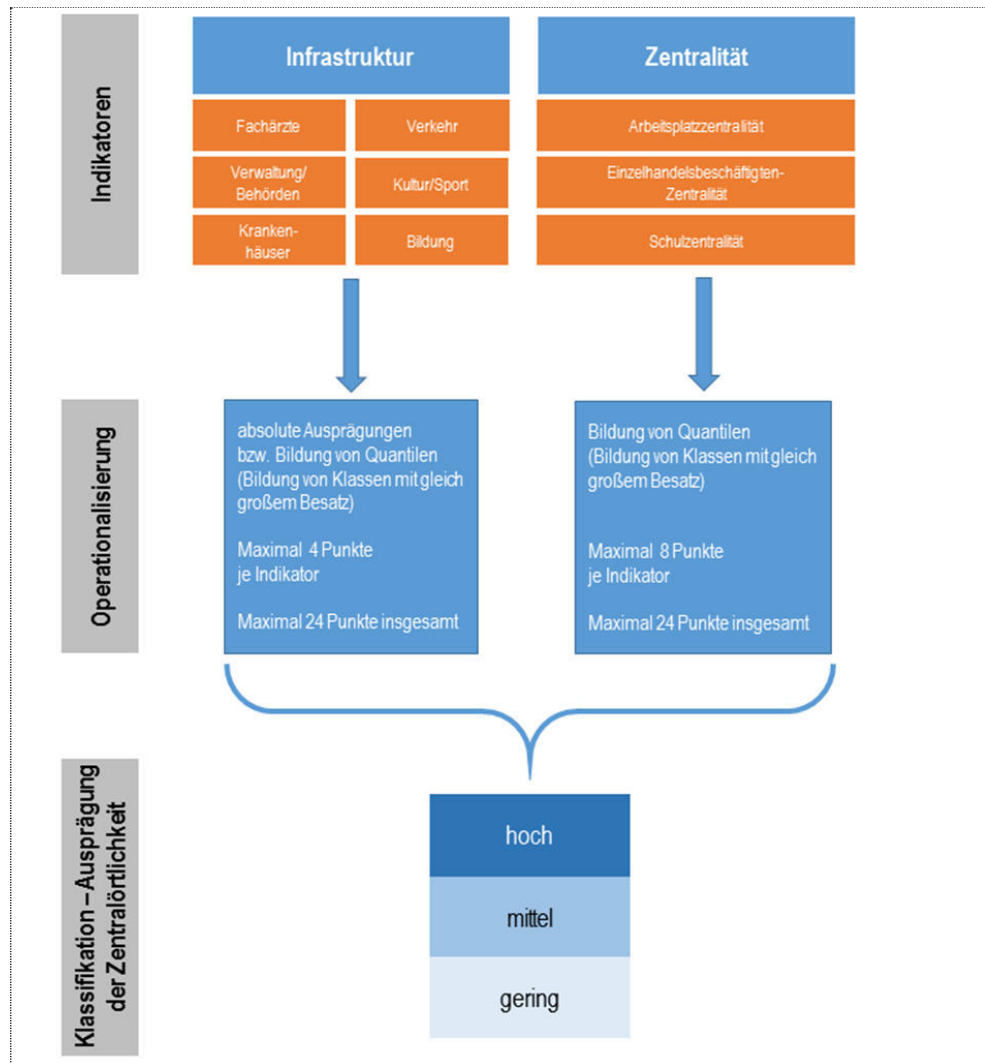 Indikatoren
Infrastruktur
Fachärzte
Verkehr
Verwaltung/
Behörden
Kultur/Sport
Kranken-
häuser
Bildung
Zentralität
Arbeitsplatzzentralität
Einzelhandelsbeschäftigten-
Zentralität
Schulzentralität
Operationalisierung
absolute Ausprägungen
bzw. Bildung von Quantilen
(Bildung von Klassen mit gleich
großem Besatz)
Maximal 4 Punkte
je Indikator
Maximal 24 Punkte insgesamt
Bildung von Quantilen
(Bildung von Klassen mit gleich
großem Besatz)
Maximal 8 Punkte
je Indikator
Maximal 24 Punkte insgesamt
Klassifikation – Ausprägung
der Zentralörtlichkeit
hoch
mittel
gering